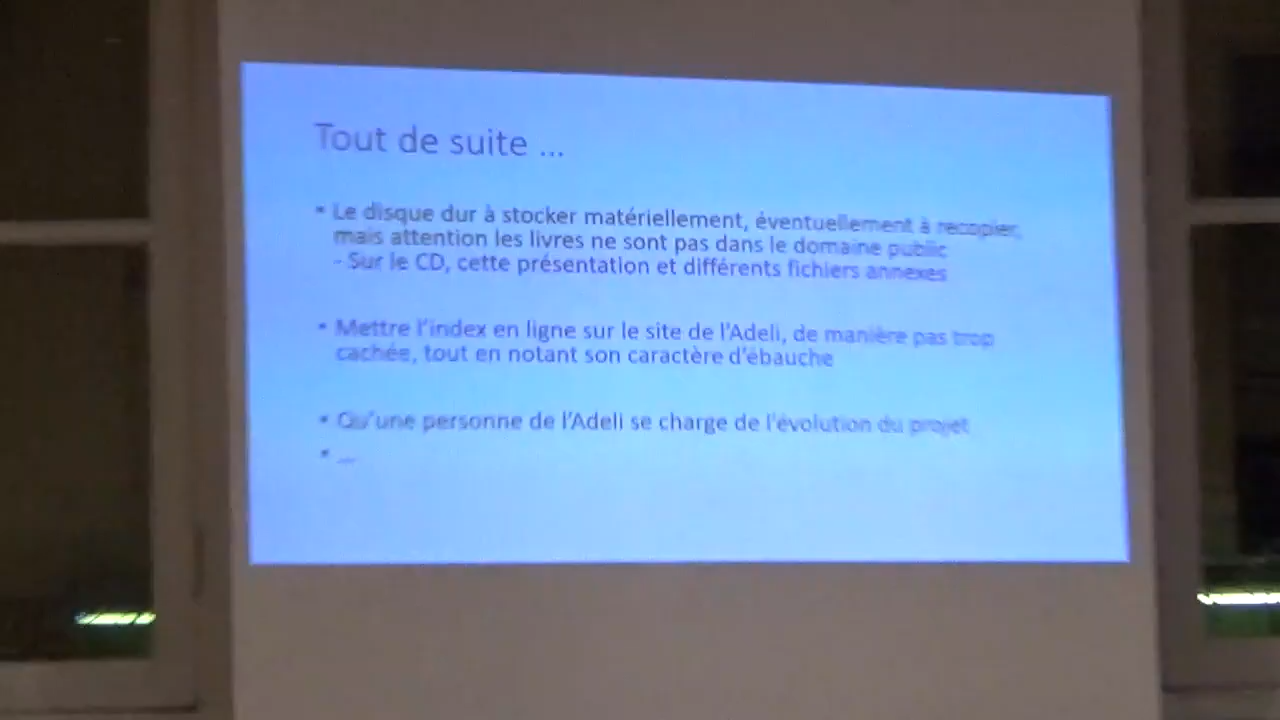 Tout de suite ...
• Le disque dur à stocker matériellement, éventuellement à recopier,
mais attention les livres ne sont pas dans le domaine public
- Sur le CD, cette présentation et différents fichiers annexes
• Mettre l'index en ligne sur le site de l'Adeli, de manière pas trop
cachée, tout en notant son caractère d'ébauche
• Qu'une personne de l'Adeli se charge de l'évolution du projet
• ...